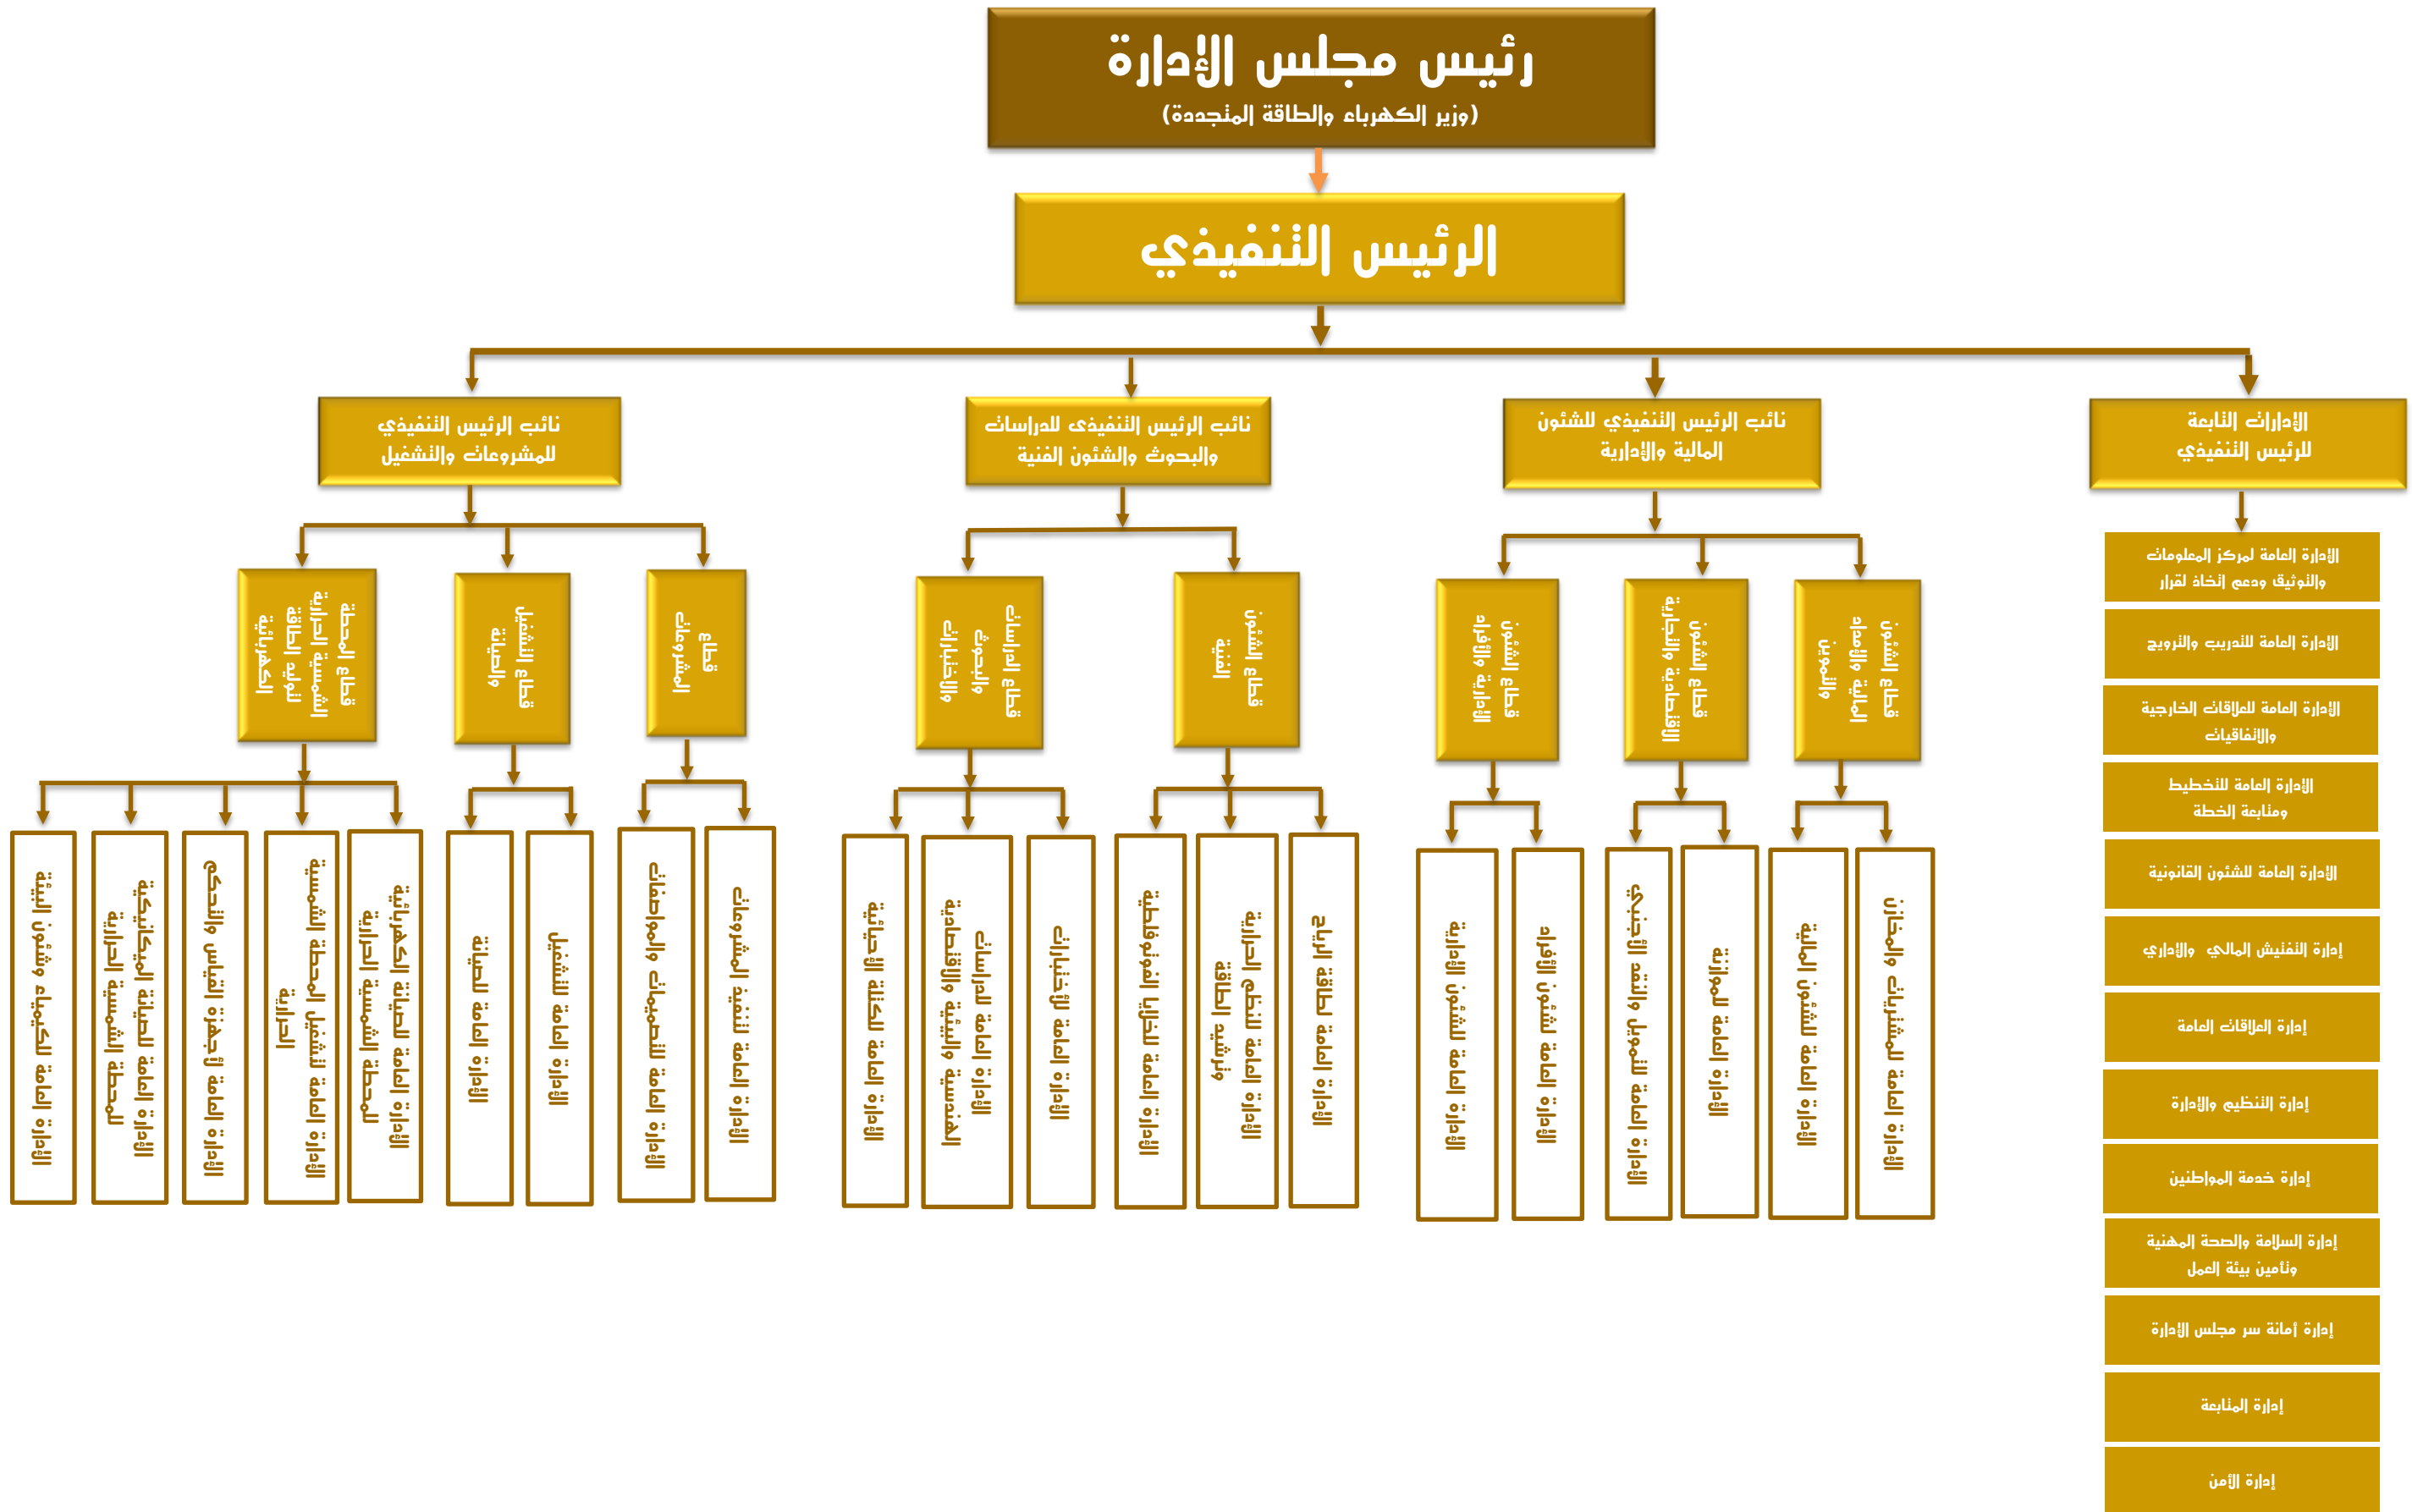 رئيس مجلس الإدارة
(وزير الكهرباء والطاقة المتجددة)
الرئيس التنفيذي
الإدارات التابعة
للرئيس التنفيذي
نائب الرئيس التنفيذي للشئون
المالية والإدارية
نائب الرئيس التنفيذى للدراسات
والبحوث والشئون الفنية
نائب الرئيس التنفيذي
للمشروعات والتشغيل
الإدارة العامة لمركز المعلومات
والتوثيق ودعم إتخاذ لقرار
الإدارة العامة للتدريب والترويج
الإدارة العامة للعلاقات الخارجية
والاتفاقيات
الإدارة العامة للتخطيط
ومتابعة الخطة
الإدارة العامة للشئون القانونية
إدارة التفتيش المالي والإداري
إدارة العلاقات العامة
إدارة التنظيم والإدارة
إدارة خدمة المواطنين
إدارة السلامة والصحة المهنية
وتأمين بيئة العمل
إدارة أمانة سر مجلس الإدارة
إدارة المتابعة
إدارة الأمن
قطاع الشئون
المالية والإمداد
والتموين
قطاع الشئون
الإقتصادية والتجارية
قطاع الشئون
الإدارية والأفراد
قطاع الشئون
الفنية
قطاع الدراسات
والبحوث
والإختبارات
قطاع
المشروعات
قطاع التشغيل
والصيانة
قطاع المحطة
الشمسية الحرارية
لتوليد الطاقة
الكهربائية
الإدارة العامة للمشتريات والمخازن
الإدارة العامة للشئون المالية
الإدارة العامة للموازنة
الإدارة العامة للتمويل والنقد الأجنبي
الإدارة العامة لشئون الأفراد
الإدارة العامة للشئون الإدارية
الإدارة العامة لطاقة الرياح
الإدارة العامة للنظم الحرارية
وترشيد الطاقة
الإدارة العامة للخلايا الفوتوفلطية
الإدارة العامة للإختبارات
الإدارة العامة للدراسات
الهندسية والبيئية والإقتصادية
الإدارة العامة للكتلة الإحيائية
الإدارة العامة لتنفيذ المشروعات
الإدارة العامة للتصميمات والمواصفات
الإدارة العامة للتشغيل
الإدارة العامة للصيانة
الإدارة العامة للصيانة الكهربائية
للمحطة الشمسية الحرارية
الإدارة العامة لتشغيل المحطة الشمسية
الحرارية
الإدارة العامة لأجهزة القياس والتحكم
الإدارة العامة للصيانة الميكانيكية
للمحطة الشمسية الحرارية
الإدارة العامة للكيمياء وشئون البيئة